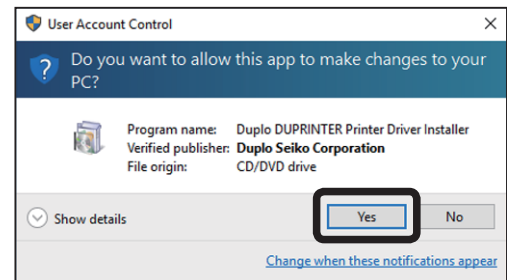 User Account Control
Do you want to allow this app to make changes to your
PC?
Program name: Duplo DUPRINTER Printer Driver Installer
Verified publisher: Duplo Seiko Corporation
File origin: CD/DVD drive
Show details
Yes
No
Change when these notifications appear